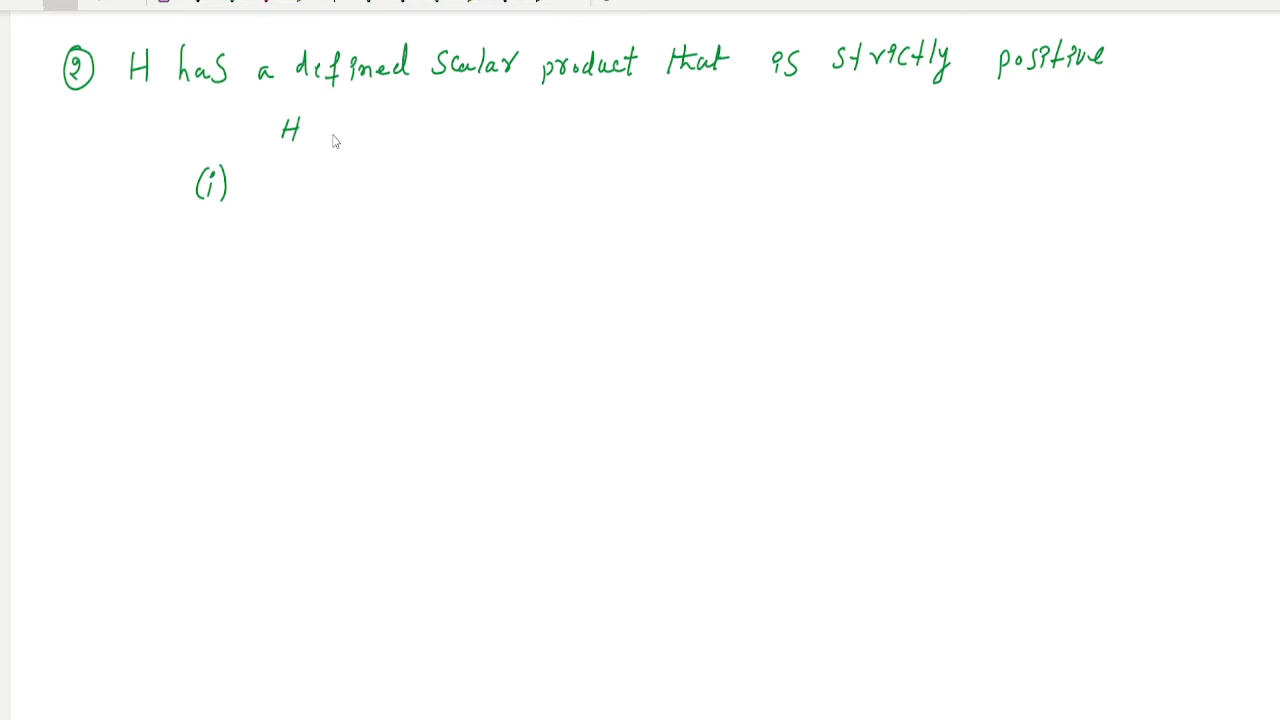 ② H has a defined scalar product that is strictly positive
H
(i)